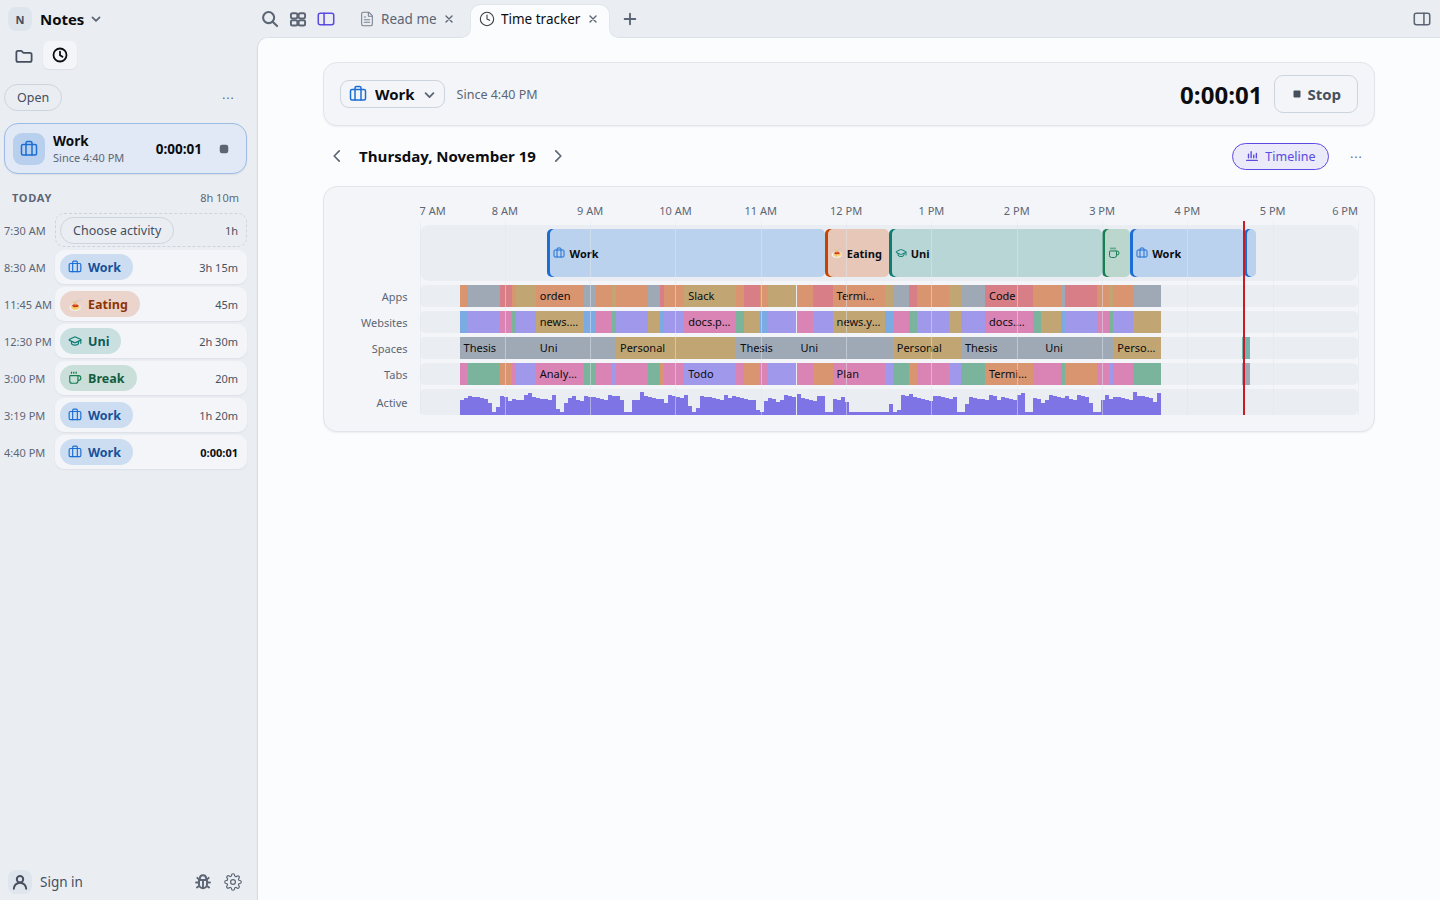 N Notes
Read me
Time tracker
Open
...
Work
Since 4:40 PM
0:00:01
TODAY 8h 10m
7:30 AM Choose activity 1h
8:30 AM Work 3h 15m
11:45 AM Eating 45m
12:30 PM Uni 2h 30m
3:00 PM Break 20m
3:19 PM Work 1h 20m
4:40 PM Work 0:00:01
Sign in
Work Since 4:40 PM 0:00:01 Stop
Thursday, November 19 Timeline ...
7 AM 8 AM 9 AM 10 AM 11 AM 12 PM 1 PM 2 PM 3 PM 4 PM 5 PM 6 PM
Work Eating Uni Work
Apps orden Slack Termi... Code
Websites news.... docs.p... news.y... docs....
Spaces Thesis Uni Personal Thesis Uni Personal Thesis Uni Perso...
Tabs Analy... Todo Plan Termi...
Active